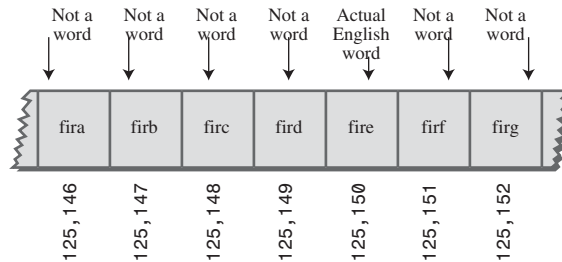 Not a word
Not a word
Not a word
Not a word
Actual English word
Not a word
Not a word
fira firb firc fird fire firf firg
125,146
125,147
125,148
125,149
125,150
125,151
125,152